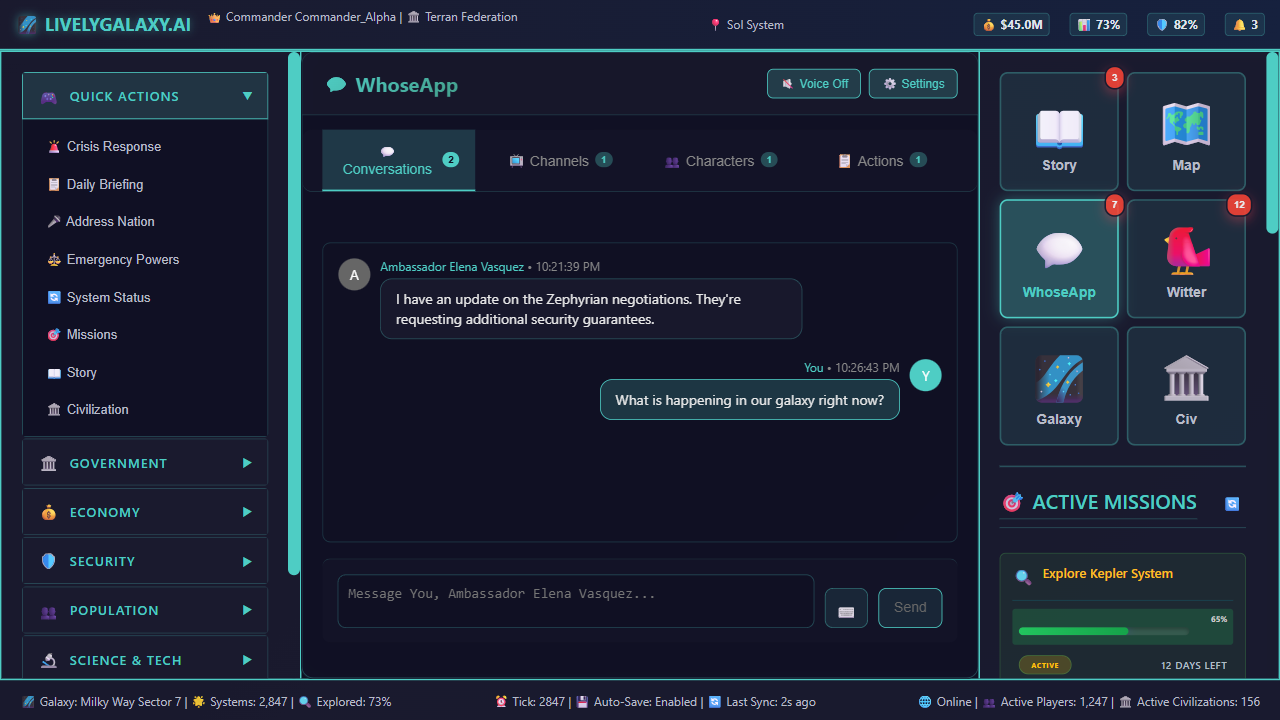 LIVELYGALAXY.AI
Commander Commander_Alpha | Terran Federation
Sol System
$45.0M
73%
82%
3
QUICK ACTIONS ▼
Crisis Response
Daily Briefing
Address Nation
Emergency Powers
System Status
Missions
Story
Civilization
GOVERNMENT ▶
ECONOMY ▶
SECURITY ▶
POPULATION ▶
SCIENCE & TECH ▶
WhoseApp
Voice Off
Settings
Conversations 2
Channels 1
Characters 1
Actions 1
A
Ambassador Elena Vasquez • 10:21:39 PM
I have an update on the Zephyrian negotiations. They're
requesting additional security guarantees.
You • 10:26:43 PM
Y
What is happening in our galaxy right now?
Message You, Ambassador Elena Vasquez...
Send
3
Story
Map
7
WhoseApp
12
Witter
Galaxy
Civ
ACTIVE MISSIONS
Explore Kepler System
65%
ACTIVE
12 DAYS LEFT
Galaxy: Milky Way Sector 7 | Systems: 2,847 | Explored: 73%
Tick: 2847 | Auto-Save: Enabled | Last Sync: 2s ago
Online | Active Players: 1,247 | Active Civilizations: 156